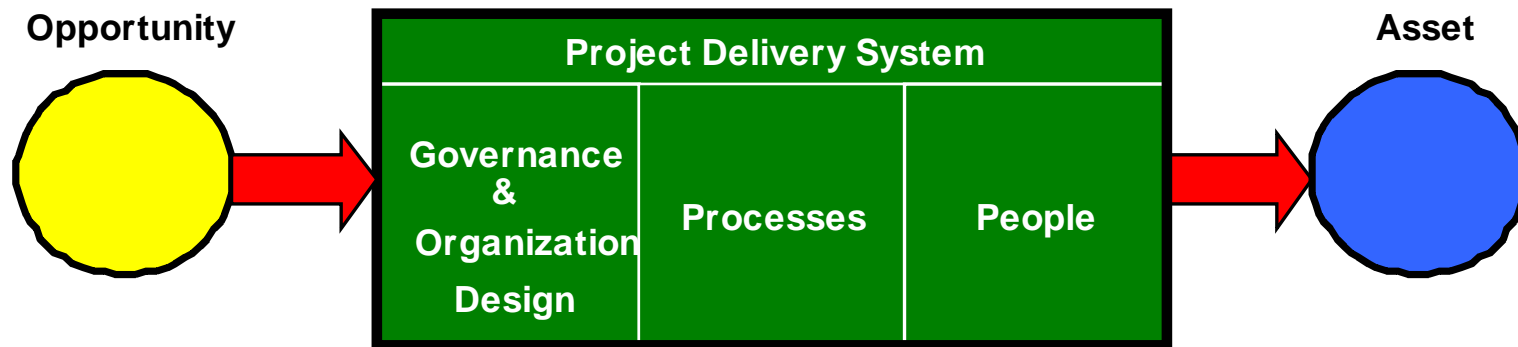 Opportunity
Project Delivery System
Asset
Governance
&
Organization
Design
Processes
People